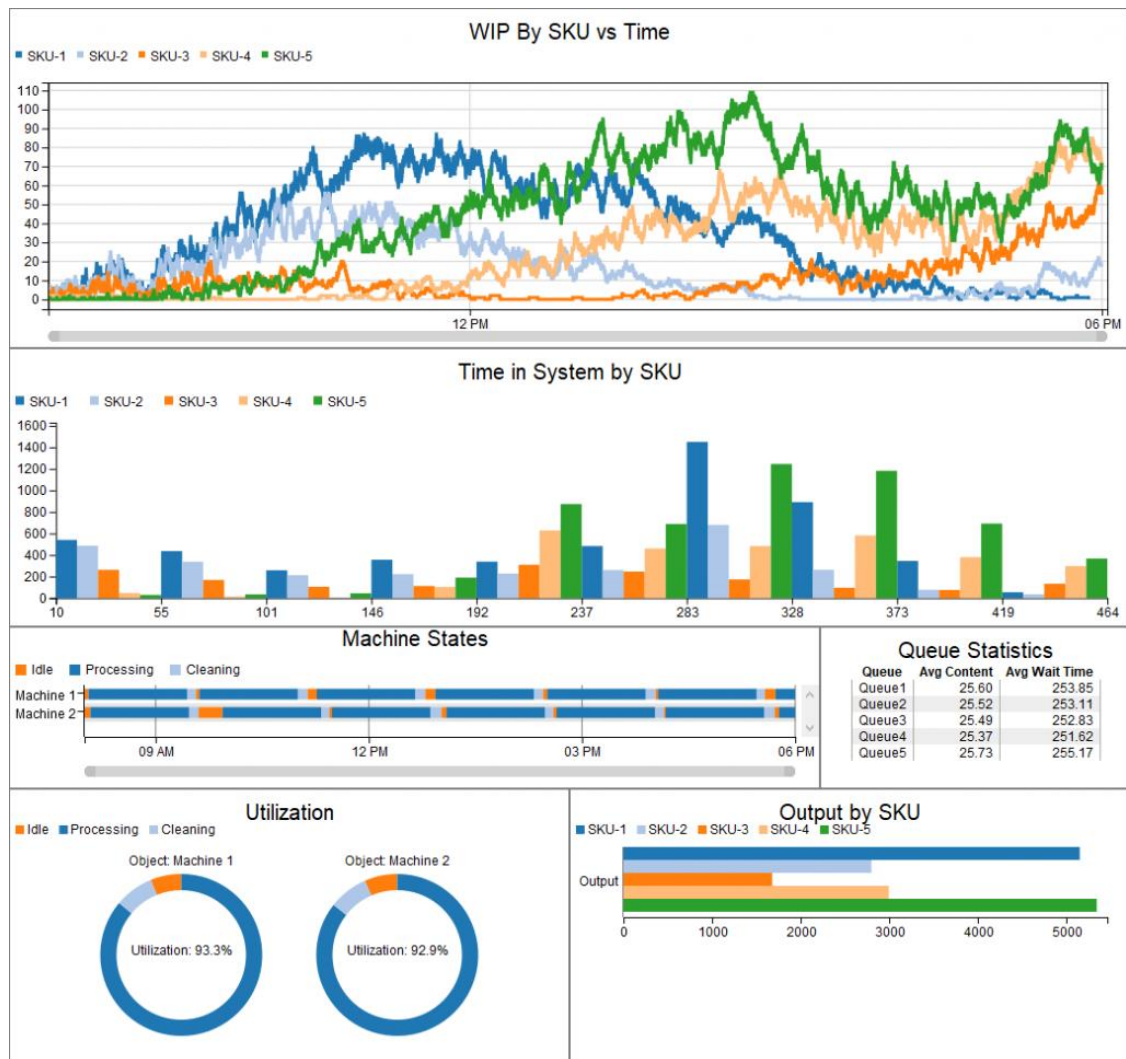 WIP By SKU vs Time
SKU-1 SKU-2 SKU-3 SKU-4 SKU-5
110
100
90
80
70
60
50
40
30
20
10
0
12 PM 06 PM
Time in System by SKU
SKU-1 SKU-2 SKU-3 SKU-4 SKU-5
1600
1400
1200
1000
800
600
400
200
0
10 55 101 146 192 237 283 328 373 419 464
Machine States
Idle Processing Cleaning
Machine 1
Machine 2
09 AM 12 PM 03 PM 06 PM
Queue Statistics
Queue Avg Content Avg Wait Time
Queue1 25.60 253.85
Queue2 25.52 253.11
Queue3 25.49 252.83
Queue4 25.37 251.62
Queue5 25.73 255.17
Utilization
Idle Processing Cleaning
Object: Machine 1 Object: Machine 2
Utilization: 93.3% Utilization: 92.9%
Output by SKU
SKU-1 SKU-2 SKU-3 SKU-4 SKU-5
Output
0 1000 2000 3000 4000 5000